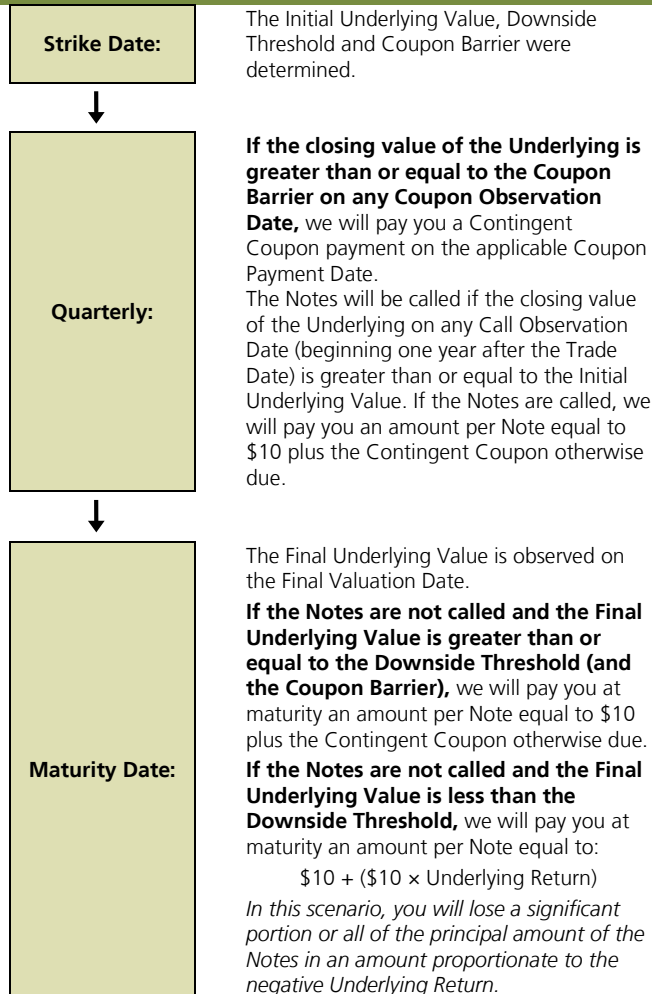 Strike Date:
The Initial Underlying Value, Downside
Threshold and Coupon Barrier were
determined.
Quarterly:
If the closing value of the Underlying is
greater than or equal to the Coupon
Barrier on any Coupon Observation
Date, we will pay you a Contingent
Coupon payment on the applicable Coupon
Payment Date.
The Notes will be called if the closing value
of the Underlying on any Call Observation
Date (beginning one year after the Trade
Date) is greater than or equal to the Initial
Underlying Value. If the Notes are called, we
will pay you an amount per Note equal to
$10 plus the Contingent Coupon otherwise
due.
Maturity Date:
The Final Underlying Value is observed on
the Final Valuation Date.
If the Notes are not called and the Final
Underlying Value is greater than or
equal to the Downside Threshold (and
the Coupon Barrier), we will pay you at
maturity an amount per Note equal to $10
plus the Contingent Coupon otherwise due.
If the Notes are not called and the Final
Underlying Value is less than the
Downside Threshold, we will pay you at
maturity an amount per Note equal to:
$10 + ($10 × Underlying Return)
In this scenario, you will lose a significant
portion or all of the principal amount of the
Notes in an amount proportionate to the
negative Underlying Return.